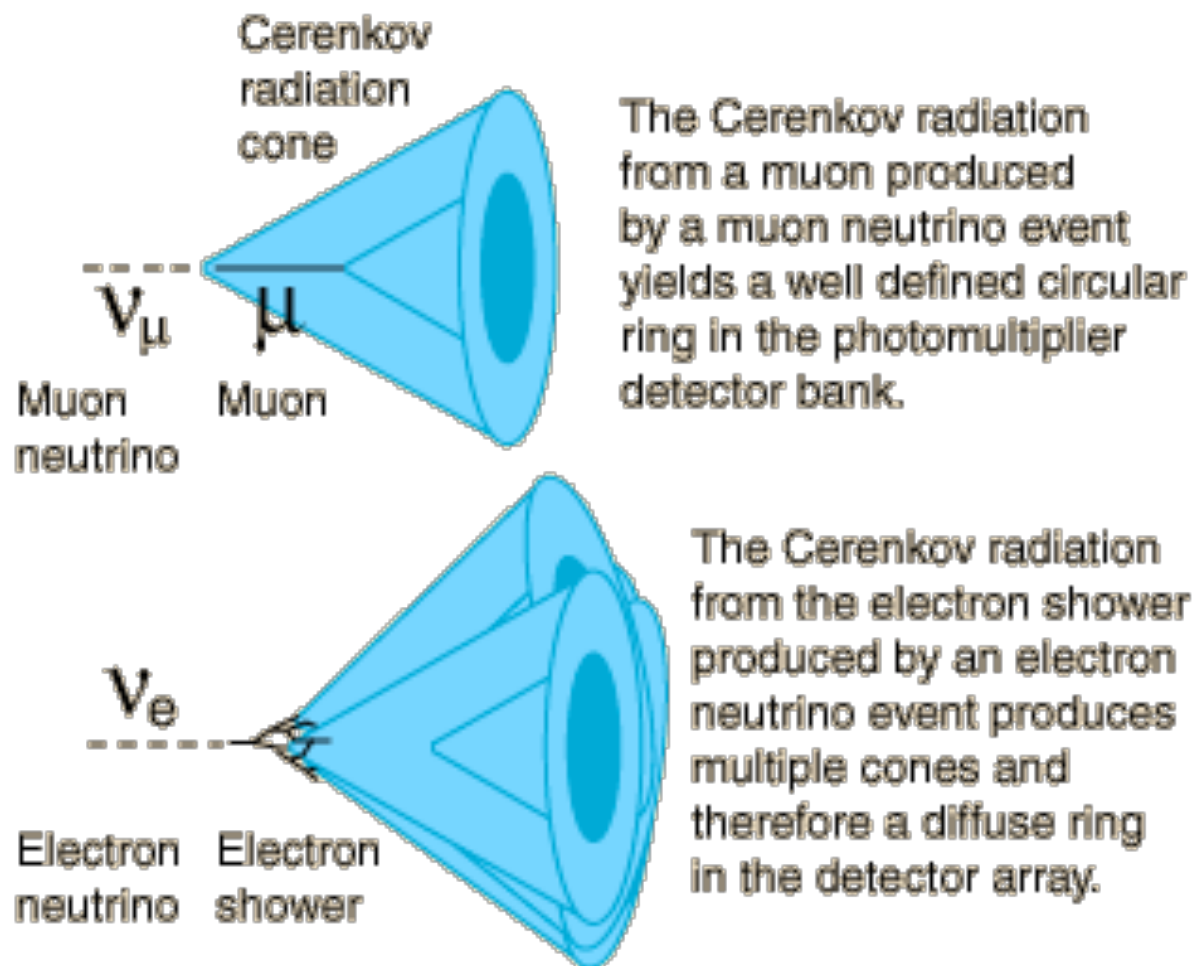 Cerenkov
radiation
cone
The Cerenkov radiation
from a muon produced
by a muon neutrino event
yields a well defined circular
ring in the photomultiplier
detector bank.
νμ
μ
Muon
neutrino
Muon
The Cerenkov radiation
from the electron shower
produced by an electron
neutrino event produces
multiple cones and
therefore a diffuse ring
in the detector array.
νe
Electron
neutrino
Electron
shower